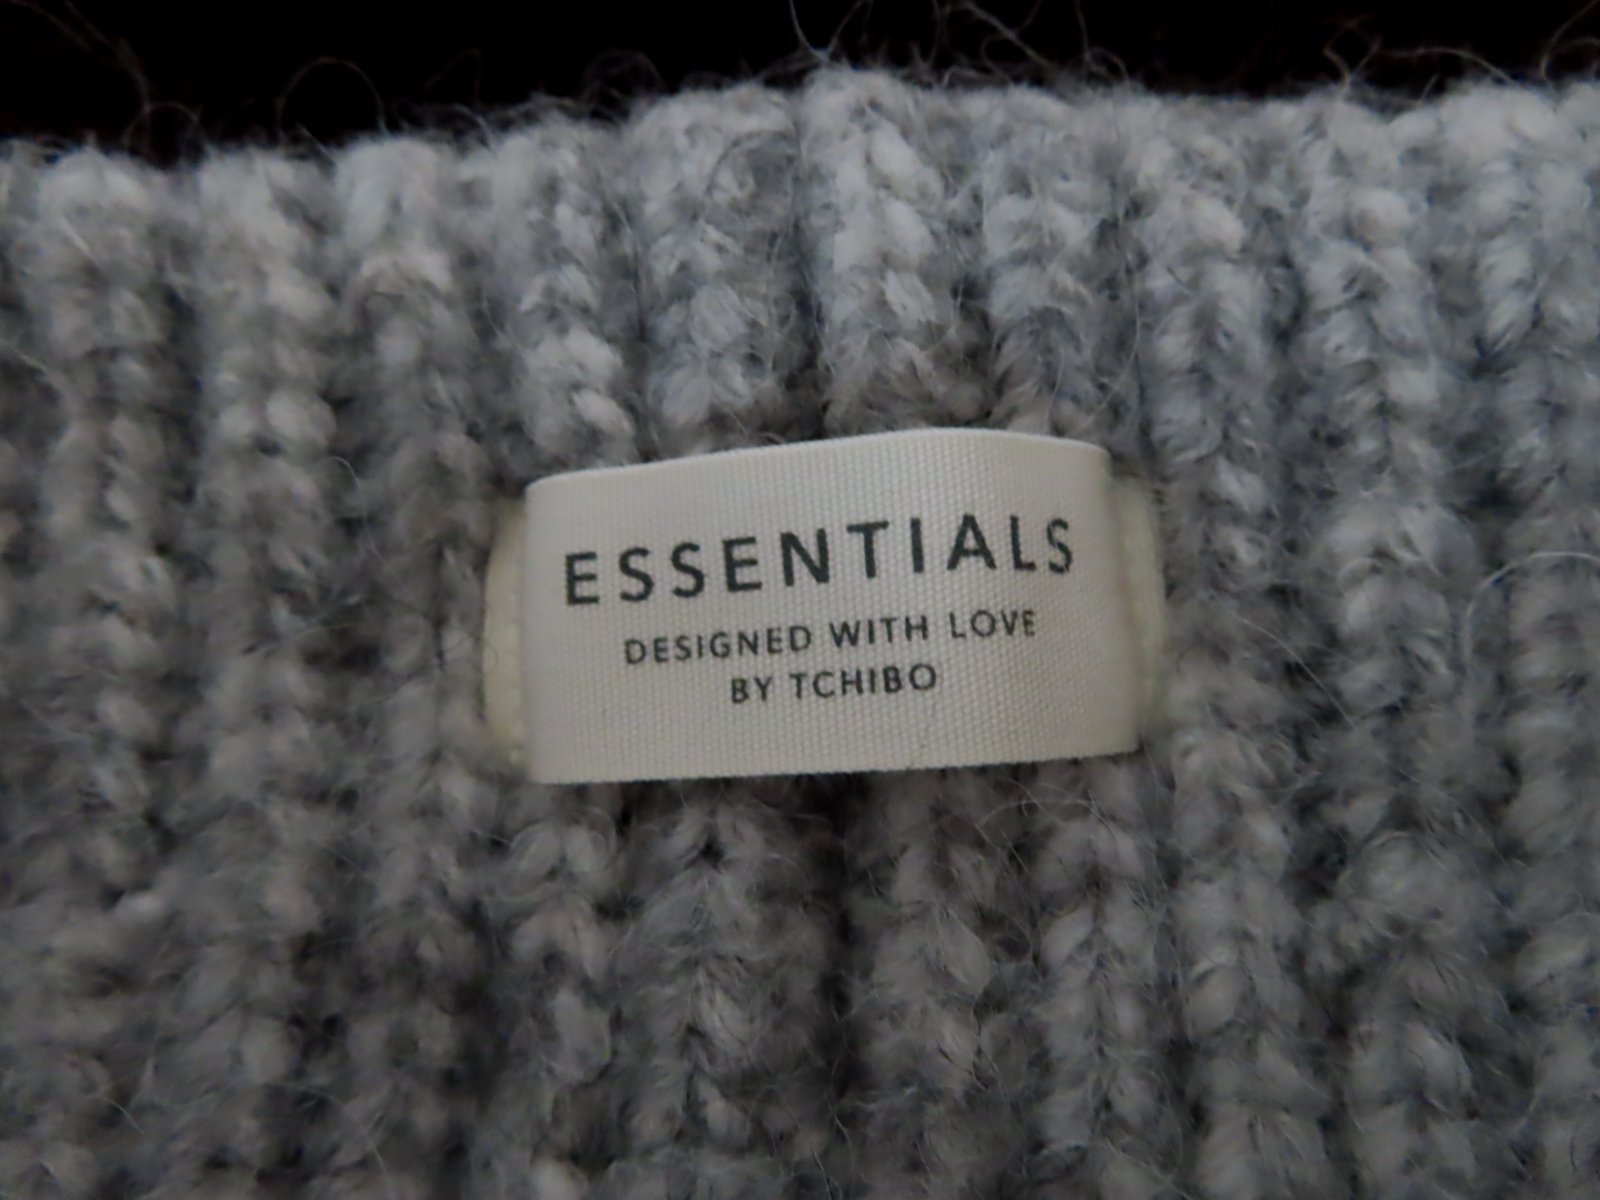 ESSENTIALS
DESIGNED WITH LOVE
BY TCHIBO